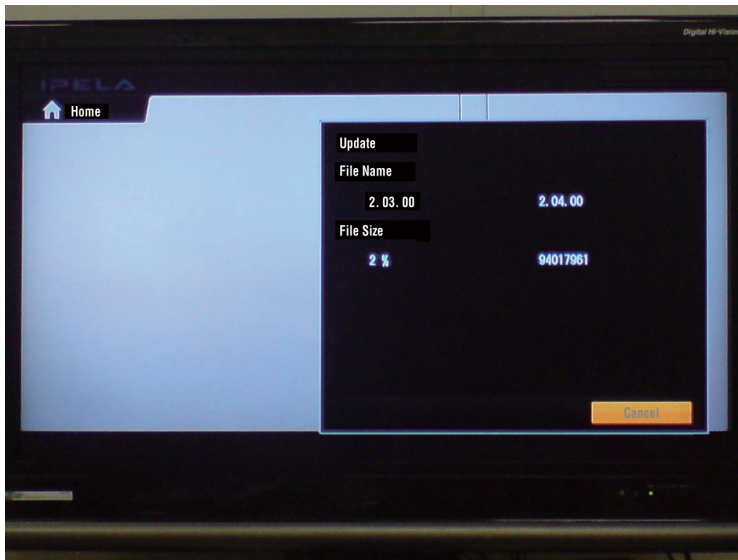 Digital Hi-Vision
IPELA
Home
Update
File Name
2. 03. 00 2. 04. 00
File Size
2 % 94017961
Cancel